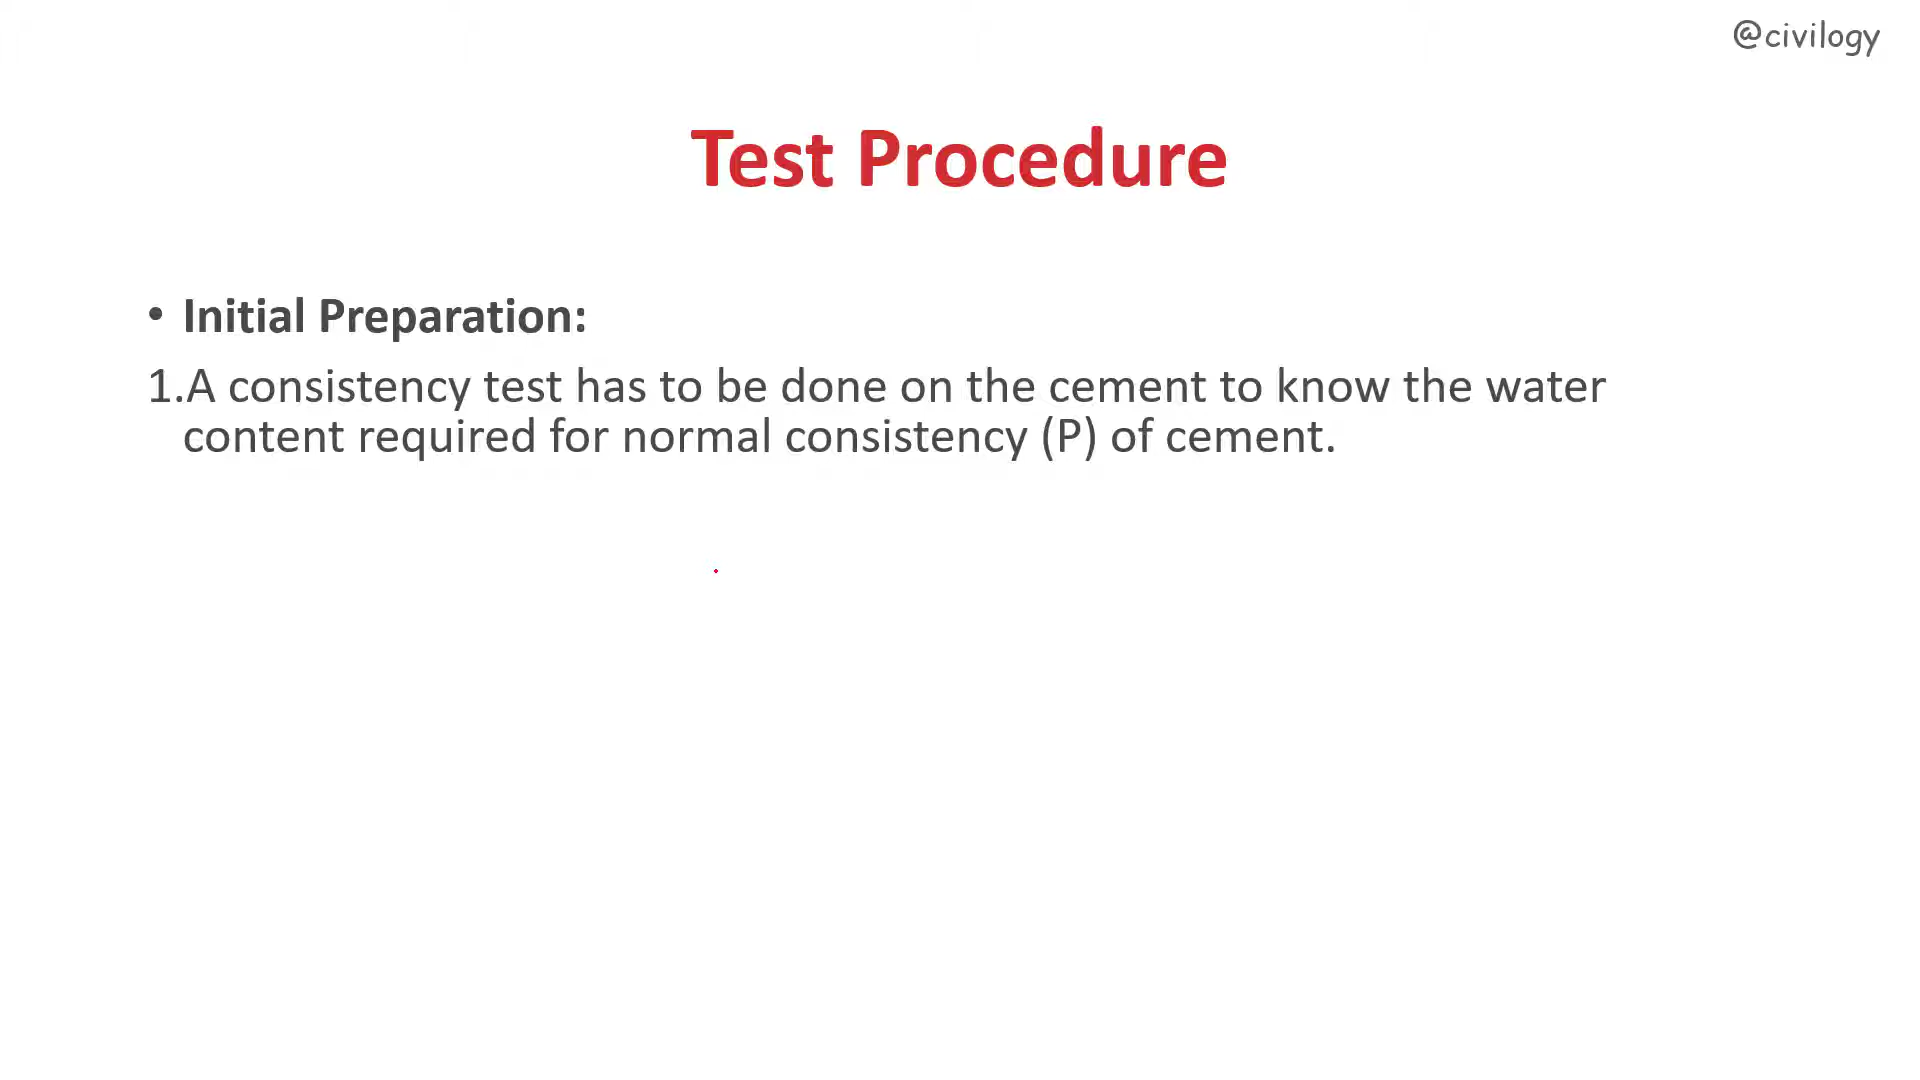 @civilogy
Test Procedure
• Initial Preparation:
1.A consistency test has to be done on the cement to know the water
content required for normal consistency (P) of cement.